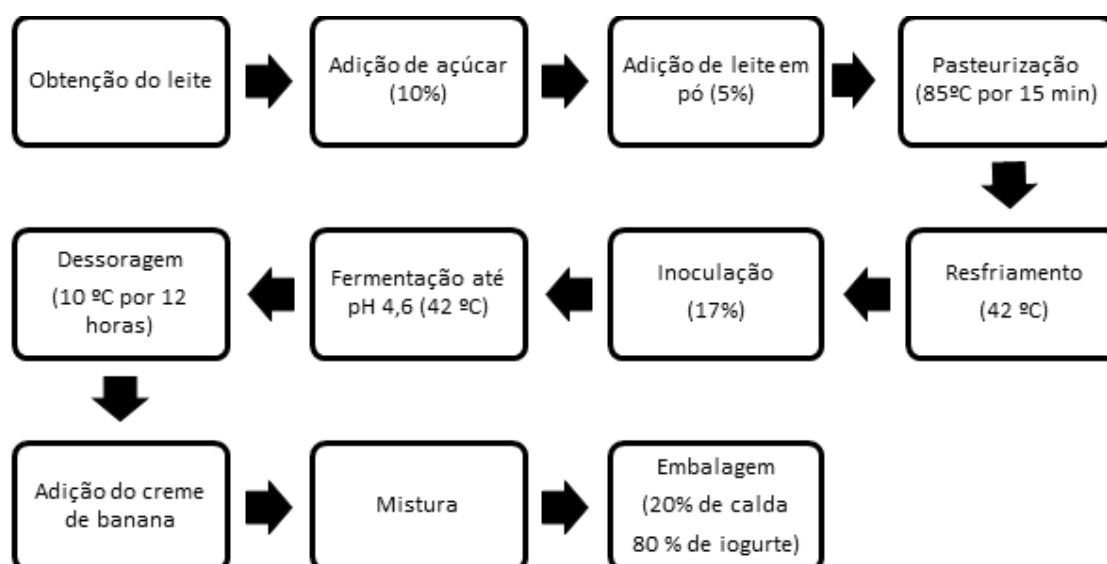 Obtenção do leite
Adição de açúcar
(10%)
Adição de leite em
pó (5%)
Pasteurização
(85ºC por 15 min)
Resfriamento
(42 ºC)
Inoculação
(17%)
Fermentação até
pH 4,6 (42 ºC)
Dessoragem
(10 ºC por 12
horas)
Adição do creme
de banana
Mistura
Embalagem
(20% de calda
80 % de iogurte)